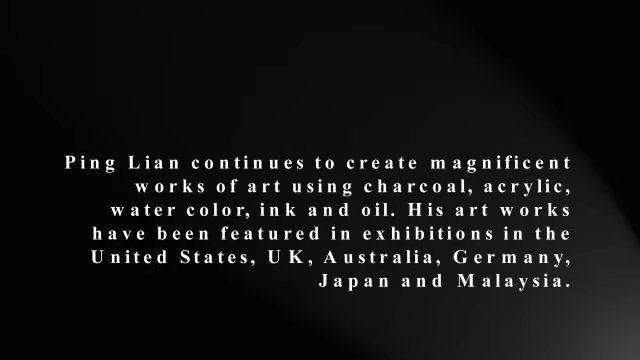 Ping Lian continues to create magnificent
works of art using charcoal, acrylic,
water color, ink and oil. His art works
have been featured in exhibitions in the
United States, UK, Australia, Germany,
Japan and Malaysia.